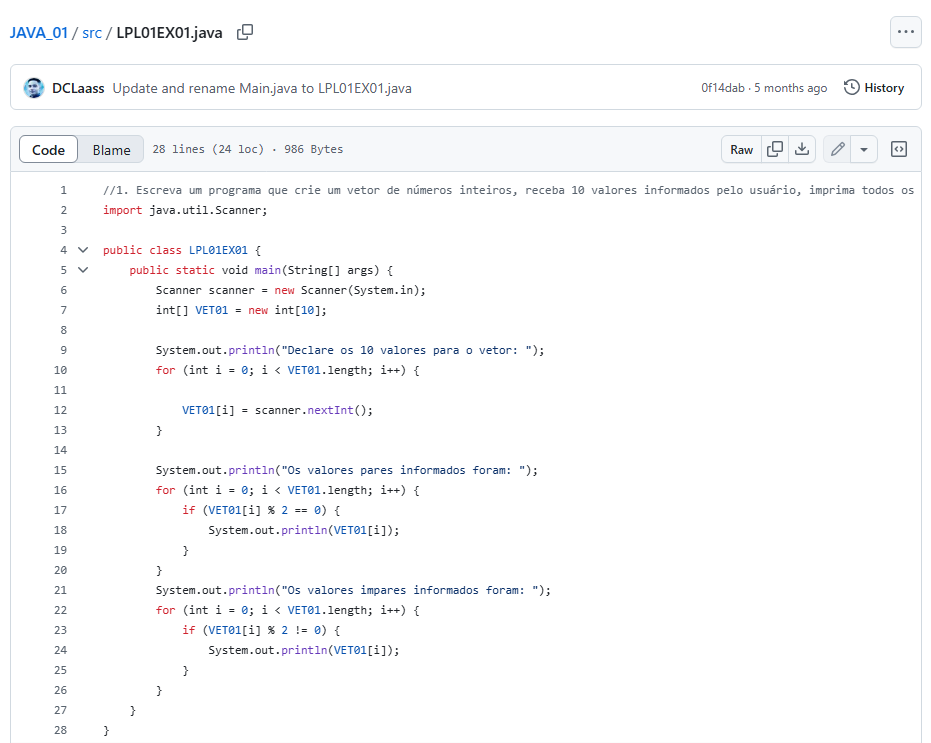 JAVA_01 / src / LPL01EX01.java
DCLaass Update and rename Main.java to LPL01EX01.java 0f14dab · 5 months ago History
Code Blame 28 lines (24 loc) · 986 Bytes Raw
1 //1. Escreva um programa que crie um vetor de números inteiros, receba 10 valores informados pelo usuário, imprima todos os
2 import java.util.Scanner;
3
4 public class LPL01EX01 {
5 public static void main(String[] args) {
6 Scanner scanner = new Scanner(System.in);
7 int[] VET01 = new int[10];
8
9 System.out.println("Declare os 10 valores para o vetor: ");
10 for (int i = 0; i < VET01.length; i++) {
11
12 VET01[i] = scanner.nextInt();
13 }
14
15 System.out.println("Os valores pares informados foram: ");
16 for (int i = 0; i < VET01.length; i++) {
17 if (VET01[i] % 2 == 0) {
18 System.out.println(VET01[i]);
19 }
20 }
21 System.out.println("Os valores impares informados foram: ");
22 for (int i = 0; i < VET01.length; i++) {
23 if (VET01[i] % 2 != 0) {
24 System.out.println(VET01[i]);
25 }
26 }
27 }
28 }